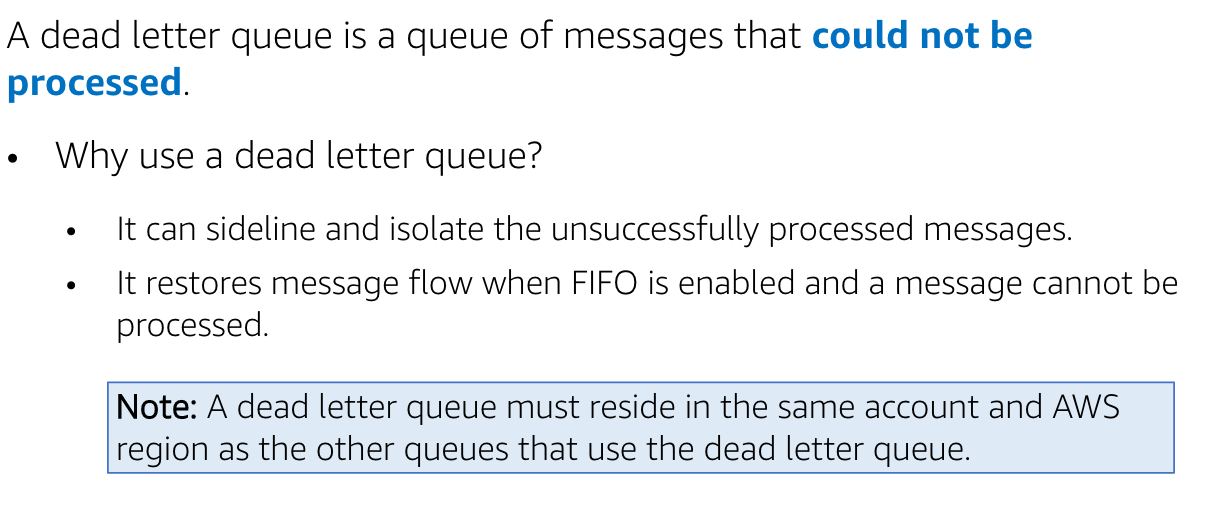 A dead letter queue is a queue of messages that could not be
processed.
• Why use a dead letter queue?
• It can sideline and isolate the unsuccessfully processed messages.
• It restores message flow when FIFO is enabled and a message cannot be
processed.
Note: A dead letter queue must reside in the same account and AWS
region as the other queues that use the dead letter queue.